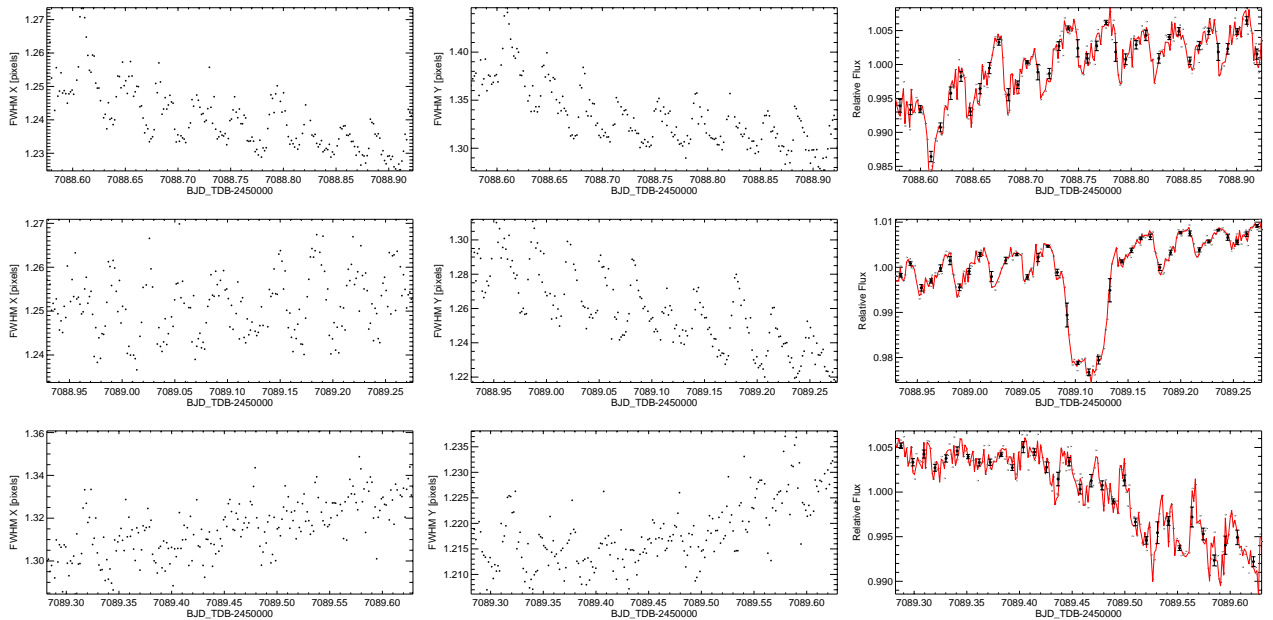 FWHM X [pixels]
1.27
1.26
1.25
1.24
1.23
7088.60 7088.65 7088.70 7088.75 7088.80 7088.85 7088.90
BJD_TDB-2450000
FWHM Y [pixels]
1.40
1.35
1.30
7088.60 7088.65 7088.70 7088.75 7088.80 7088.85 7088.90
BJD_TDB-2450000
Relative Flux
1.005
1.000
0.995
0.990
0.985
7088.60 7088.65 7088.70 7088.75 7088.80 7088.85 7088.90
BJD_TDB-2450000
FWHM X [pixels]
1.27
1.26
1.25
1.24
7088.95 7089.00 7089.05 7089.10 7089.15 7089.20 7089.25
BJD_TDB-2450000
FWHM Y [pixels]
1.30
1.28
1.26
1.24
1.22
7088.95 7089.00 7089.05 7089.10 7089.15 7089.20 7089.25
BJD_TDB-2450000
Relative Flux
1.01
1.00
0.99
0.98
7088.95 7089.00 7089.05 7089.10 7089.15 7089.20 7089.25
BJD_TDB-2450000
FWHM X [pixels]
1.36
1.34
1.32
1.30
7089.30 7089.35 7089.40 7089.45 7089.50 7089.55 7089.60
BJD_TDB-2450000
FWHM Y [pixels]
1.235
1.230
1.225
1.220
1.215
1.210
7089.30 7089.35 7089.40 7089.45 7089.50 7089.55 7089.60
BJD_TDB-2450000
Relative Flux
1.005
1.000
0.995
0.990
7089.30 7089.35 7089.40 7089.45 7089.50 7089.55 7089.60
BJD_TDB-2450000